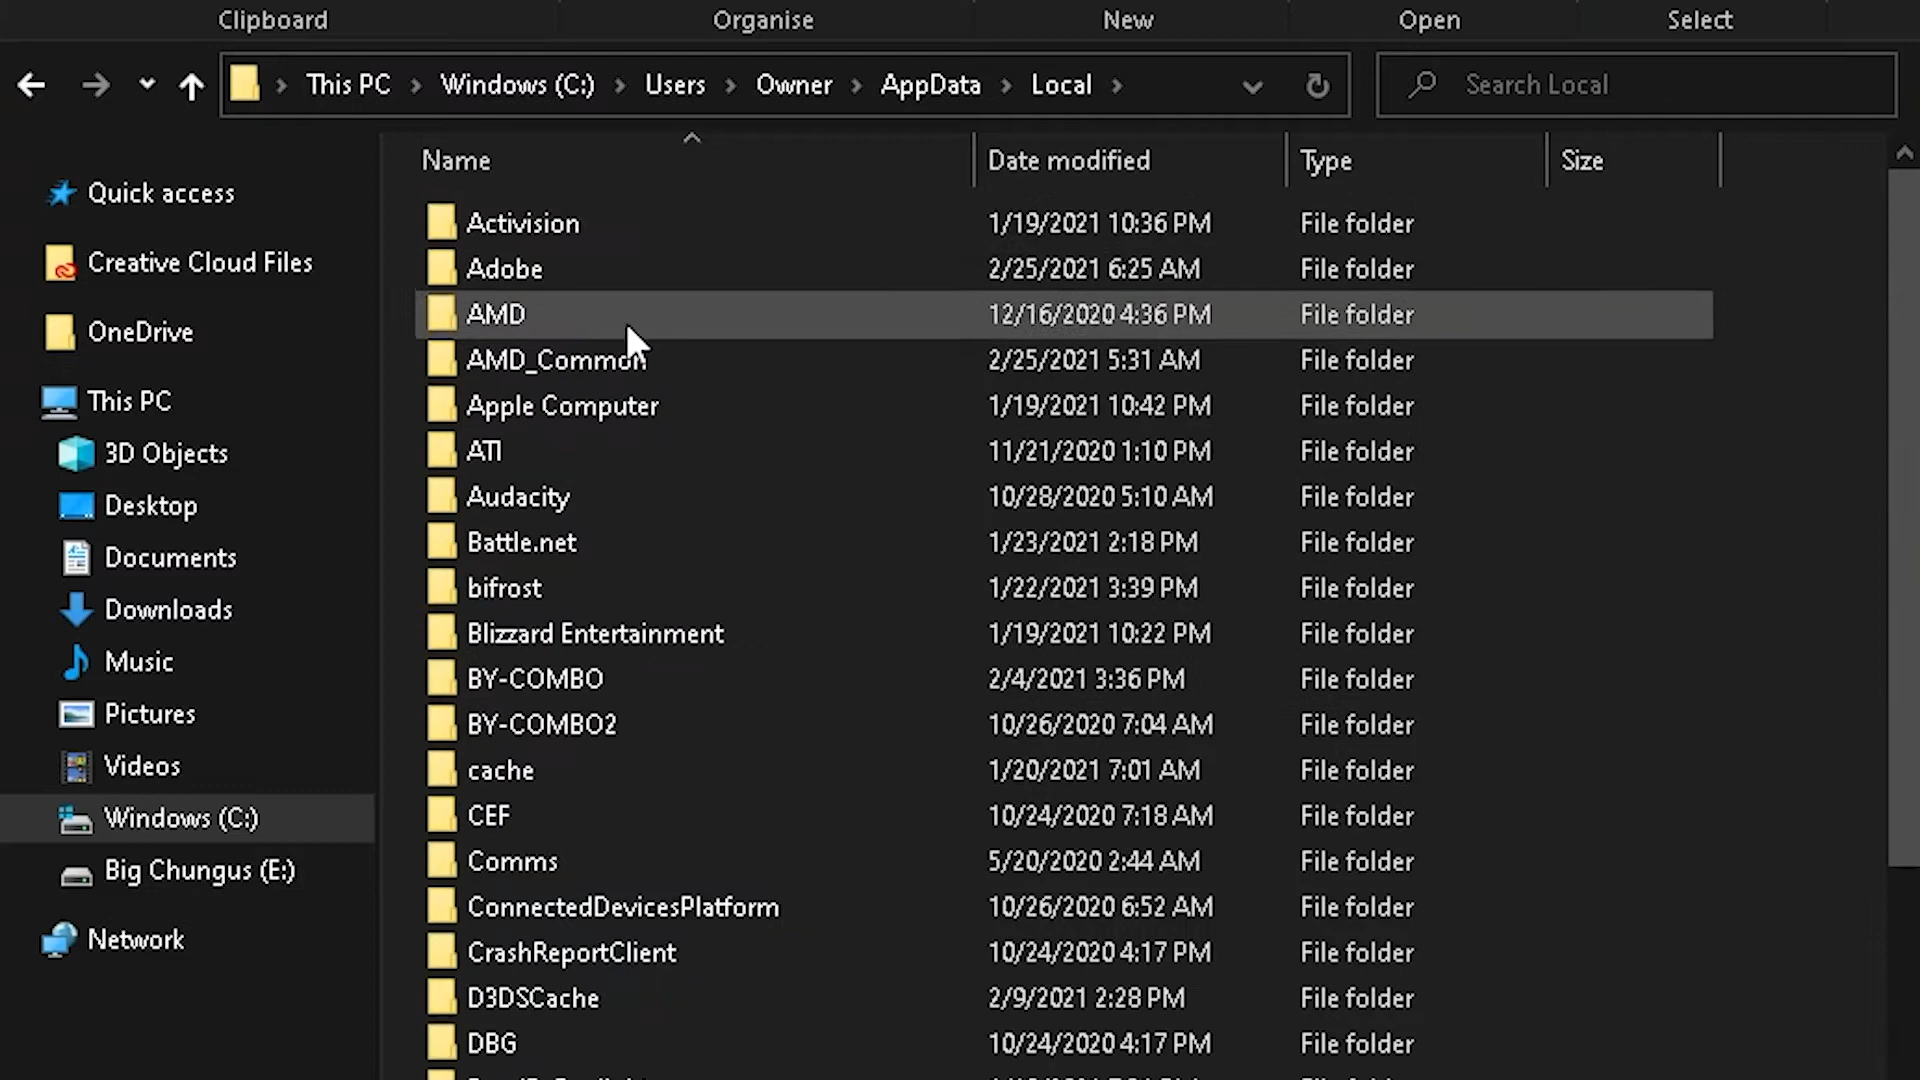 Clipboard Organise New Open Select
This PC Windows (C:) Users Owner AppData Local Search Local
Name Date modified Type Size
Quick access
Creative Cloud Files
OneDrive
This PC
3D Objects
Desktop
Documents
Downloads
Music
Pictures
Videos
Windows (C:)
Big Chungus (E:)
Network
Activision 1/19/2021 10:36 PM File folder
Adobe 2/25/2021 6:25 AM File folder
AMD 12/16/2020 4:36 PM File folder
AMD_Common 2/25/2021 5:31 AM File folder
Apple Computer 1/19/2021 10:42 PM File folder
ATI 11/21/2020 1:10 PM File folder
Audacity 10/28/2020 5:10 AM File folder
Battle.net 1/23/2021 2:18 PM File folder
bifrost 1/22/2021 3:39 PM File folder
Blizzard Entertainment 1/19/2021 10:22 PM File folder
BY-COMBO 2/4/2021 3:36 PM File folder
BY-COMBO2 10/26/2020 7:04 AM File folder
cache 1/20/2021 7:01 AM File folder
CEF 10/24/2020 7:18 AM File folder
Comms 5/20/2020 2:44 AM File folder
ConnectedDevicesPlatform 10/26/2020 6:52 AM File folder
CrashReportClient 10/24/2020 4:17 PM File folder
D3DSCache 2/9/2021 2:28 PM File folder
DBG 10/24/2020 4:17 PM File folder